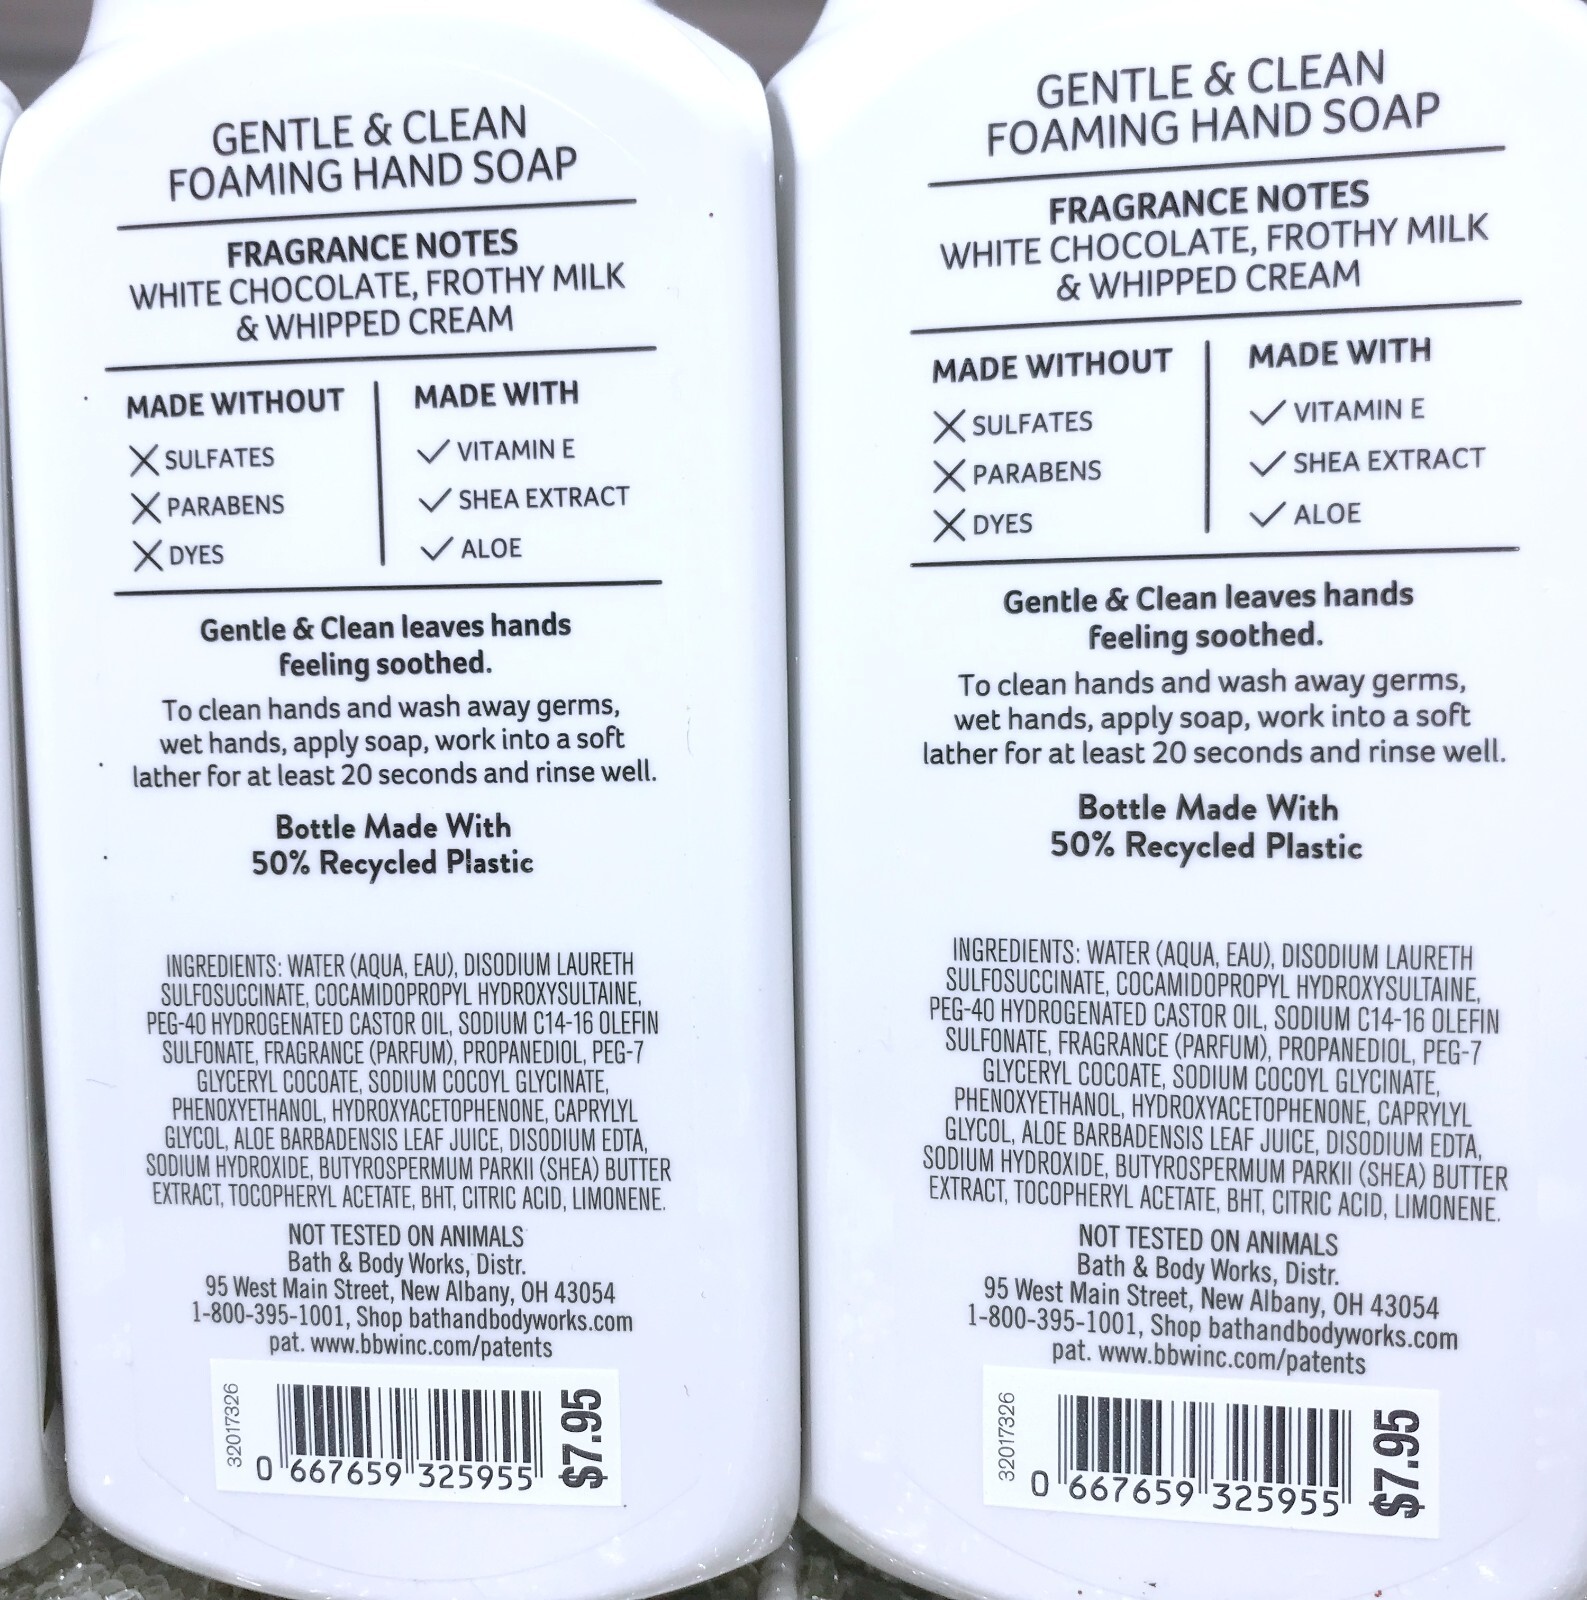 GENTLE & CLEAN
FOAMING HAND SOAP
FRAGRANCE NOTES
WHITE CHOCOLATE, FROTHY MILK
& WHIPPED CREAM
MADE WITHOUT
SULFATES
PARABENS
DYES
MADE WITH
VITAMIN E
SHEA EXTRACT
ALOE
Gentle & Clean leaves hands
feeling soothed.
To clean hands and wash away germs,
wet hands, apply soap, work into a soft
lather for at least 20 seconds and rinse well.
Bottle Made With
50% Recycled Plastic
INGREDIENTS: WATER (AQUA, EAU), DISODIUM LAURETH
SULFOSUCCINATE, COCAMIDOPROPYL HYDROXYSULTAINE,
PEG-40 HYDROGENATED CASTOR OIL, SODIUM C14-16 OLEFIN
SULFONATE, FRAGRANCE (PARFUM), PROPANEDIOL, PEG-7
GLYCERYL COCOATE, SODIUM COCOYL GLYCINATE,
PHENOXYETHANOL, HYDROXYACETOPHENONE, CAPRYLYL
GLYCOL, ALOE BARBADENSIS LEAF JUICE, DISODIUM EDTA,
SODIUM HYDROXIDE, BUTYROSPERMUM PARKII (SHEA) BUTTER
EXTRACT, TOCOPHERYL ACETATE, BHT, CITRIC ACID, LIMONENE.
NOT TESTED ON ANIMALS
Bath & Body Works, Distr.
95 West Main Street, New Albany, OH 43054
1-800-395-1001, Shop bathandbodyworks.com
pat. www.bbwinc.com/patents
32017326
0 667659 325955
$7.95
GENTLE & CLEAN
FOAMING HAND SOAP
FRAGRANCE NOTES
WHITE CHOCOLATE, FROTHY MILK
& WHIPPED CREAM
MADE WITHOUT
SULFATES
PARABENS
DYES
MADE WITH
VITAMIN E
SHEA EXTRACT
ALOE
Gentle & Clean leaves hands
feeling soothed.
To clean hands and wash away germs,
wet hands, apply soap, work into a soft
lather for at least 20 seconds and rinse well.
Bottle Made With
50% Recycled Plastic
INGREDIENTS: WATER (AQUA, EAU), DISODIUM LAURETH
SULFOSUCCINATE, COCAMIDOPROPYL HYDROXYSULTAINE,
PEG-40 HYDROGENATED CASTOR OIL, SODIUM C14-16 OLEFIN
SULFONATE, FRAGRANCE (PARFUM), PROPANEDIOL, PEG-7
GLYCERYL COCOATE, SODIUM COCOYL GLYCINATE,
PHENOXYETHANOL, HYDROXYACETOPHENONE, CAPRYLYL
GLYCOL, ALOE BARBADENSIS LEAF JUICE, DISODIUM EDTA,
SODIUM HYDROXIDE, BUTYROSPERMUM PARKII (SHEA) BUTTER
EXTRACT, TOCOPHERYL ACETATE, BHT, CITRIC ACID, LIMONENE.
NOT TESTED ON ANIMALS
Bath & Body Works, Distr.
95 West Main Street, New Albany, OH 43054
1-800-395-1001, Shop bathandbodyworks.com
pat. www.bbwinc.com/patents
32017326
0 667659 325955
$7.95